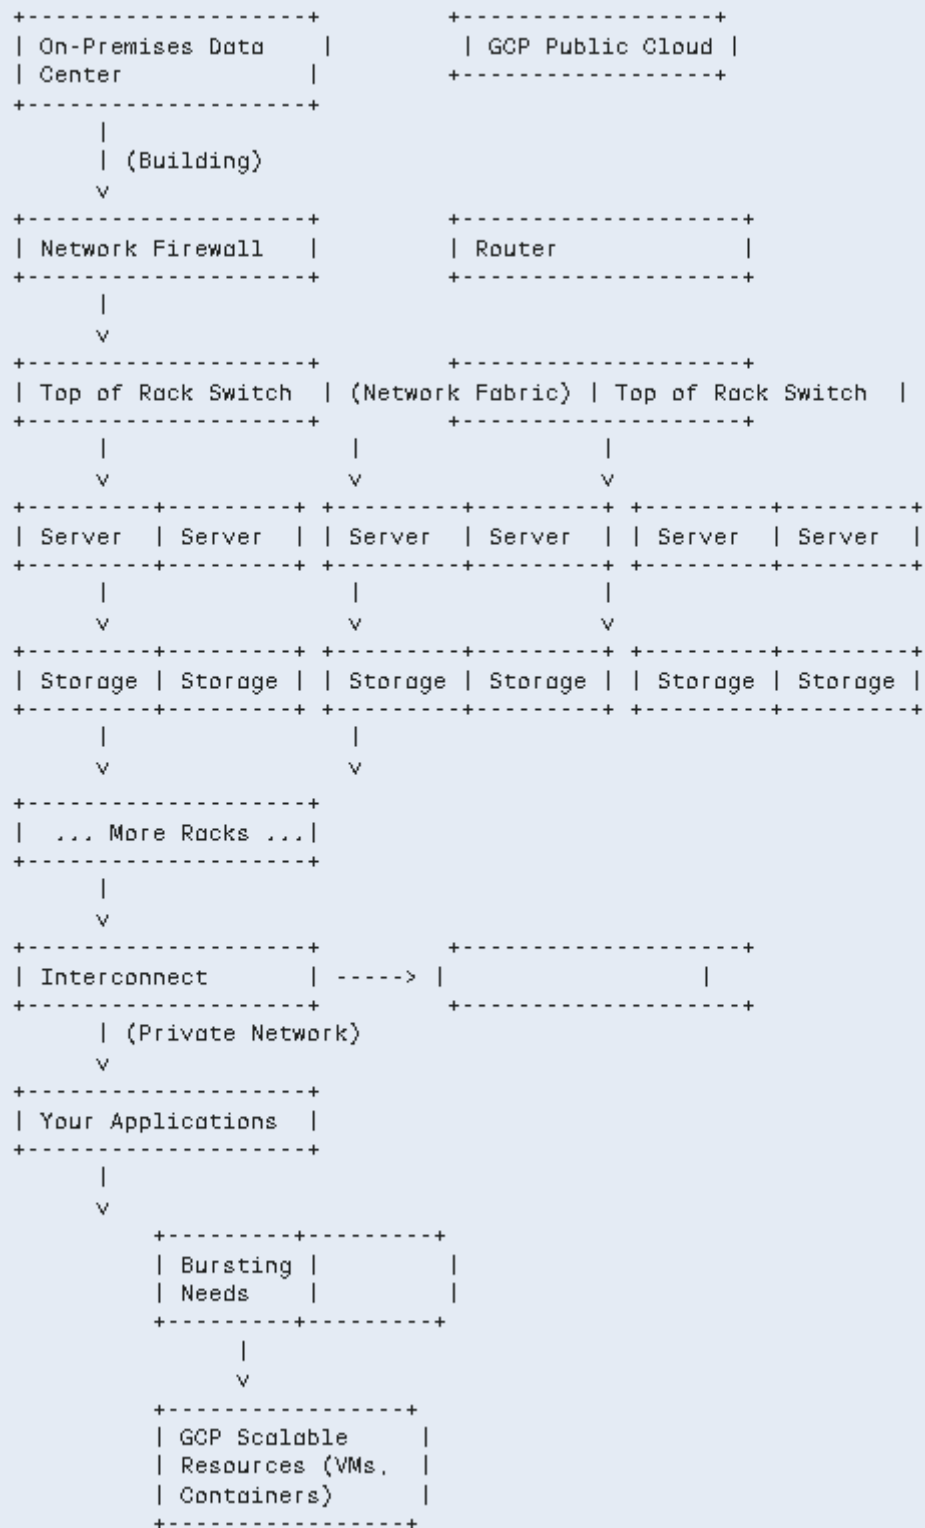 +--------------------+ +------------------+
| On-Premises Data | | GCP Public Cloud |
| Center | +------------------+
+--------------------+
|
| (Building)
v
+--------------------+ +--------------------+
| Network Firewall | | Router |
+--------------------+ +--------------------+
|
v
+--------------------+ +--------------------+
| Top of Rack Switch | (Network Fabric) | Top of Rack Switch |
+--------------------+ +--------------------+
| | |
v v v
+---------+---------+ +---------+---------+ +---------+---------+
| Server | Server | | Server | Server | | Server | Server |
+---------+---------+ +---------+---------+ +---------+---------+
| | |
v v v
+---------+---------+ +---------+---------+ +---------+---------+
| Storage | Storage | | Storage | Storage | | Storage | Storage |
+---------+---------+ +---------+---------+ +---------+---------+
| |
v v
+--------------------+
| ... More Racks ...|
+--------------------+
|
v
+--------------------+ +--------------------+
| Interconnect | -----> | |
+--------------------+ +--------------------+
| (Private Network)
v
+--------------------+
| Your Applications |
+--------------------+
|
v
+---------+---------+
| Bursting | |
| Needs | |
+---------+---------+
|
v
+-----------------+
| GCP Scalable |
| Resources (VMs, |
| Containers) |
+-----------------+